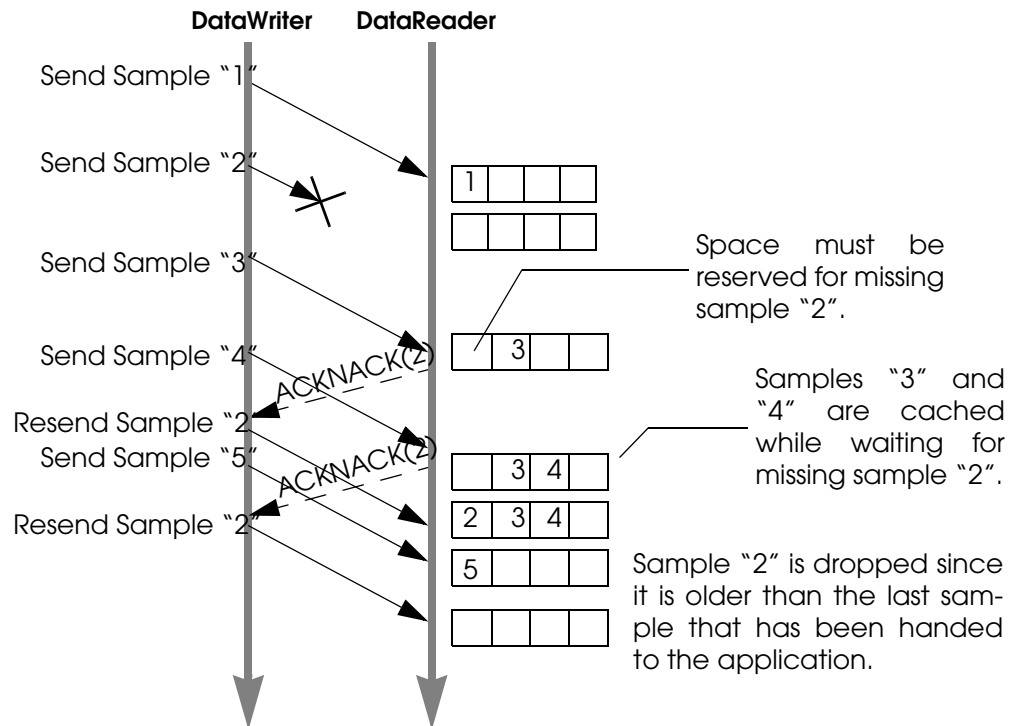 DataWriter DataReader
Send Sample “1”
Send Sample “2”
1
Send Sample “3”
Space must be
reserved for missing
sample “2”.
Send Sample “4”
3
ACKNACK(2)
Samples “3” and
“4” are cached
while waiting for
missing sample “2”.
Resend Sample “2”
Send Sample “5”
ACKNACK(2)
3 4
Resend Sample “2”
2 3 4
5
Sample “2” is dropped since
it is older than the last sam-
ple that has been handed
to the application.